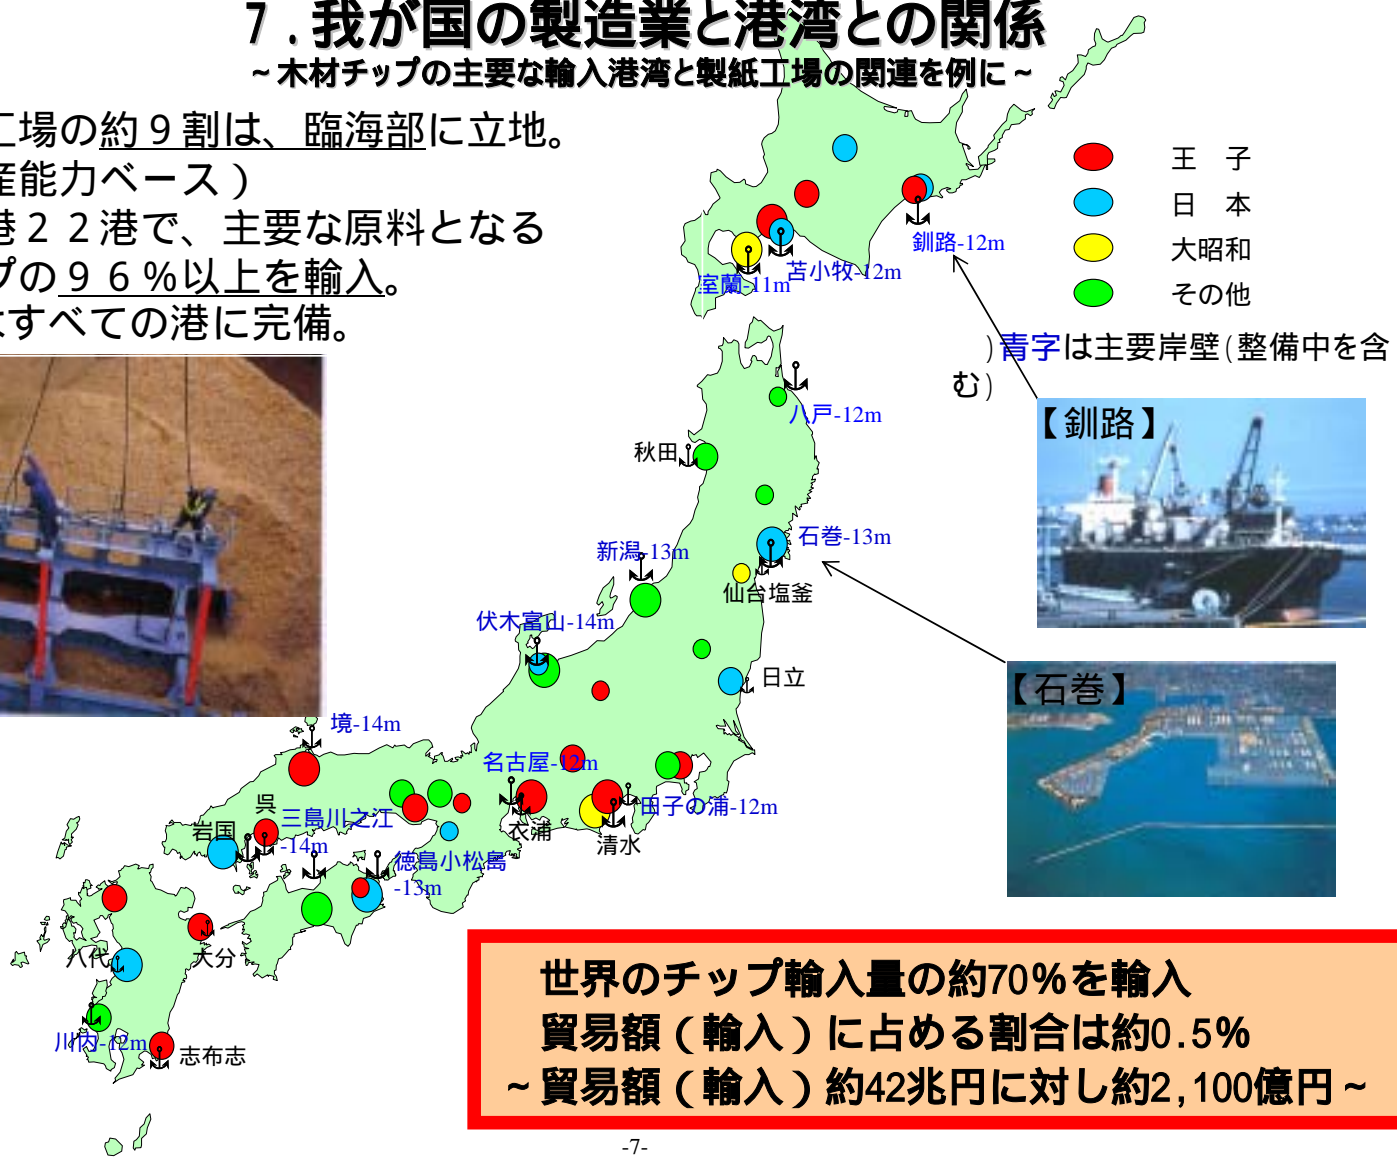 7.我が国の製造業と港湾との関係
～木材チップの主要な輸入港湾と製紙工場の関連を例に～
工場の約９割は、臨海部に立地。
産能力ベース）
港２２港で、主要な原料となる
プの９６％以上を輸入。
はすべての港に完備。
王　子
日　本
大昭和
その他
）青字は主要岸壁(整備中を含
む)
釧路-12m
苫小牧-12m
室蘭-11m
八戸-12m
【釧路】
秋田
石巻-13m
新潟-13m
仙台塩釜
伏木富山-14m
日立
【石巻】
境-14m
名古屋-12m
田子の浦-12m
呉
三島川之江
-14m
岩国
衣浦
清水
徳島小松島
-13m
八代
大分
川内-12m
志布志
世界のチップ輸入量の約70％を輸入
貿易額（輸入）に占める割合は約0.5％
～貿易額（輸入）約42兆円に対し約2,100億円～
-7-